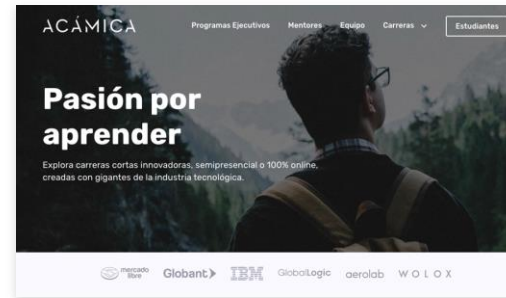 ACÁMICA
Programas Ejecutivos Mentores Equipo Carreras Estudiantes
Pasión por
aprender
Explora carreras cortas innovadoras, semipresencial o 100% online,
creadas con gigantes de la industria tecnológica.
mercado
libre
Globant IBM GlobalLogic aerolab WOLOX